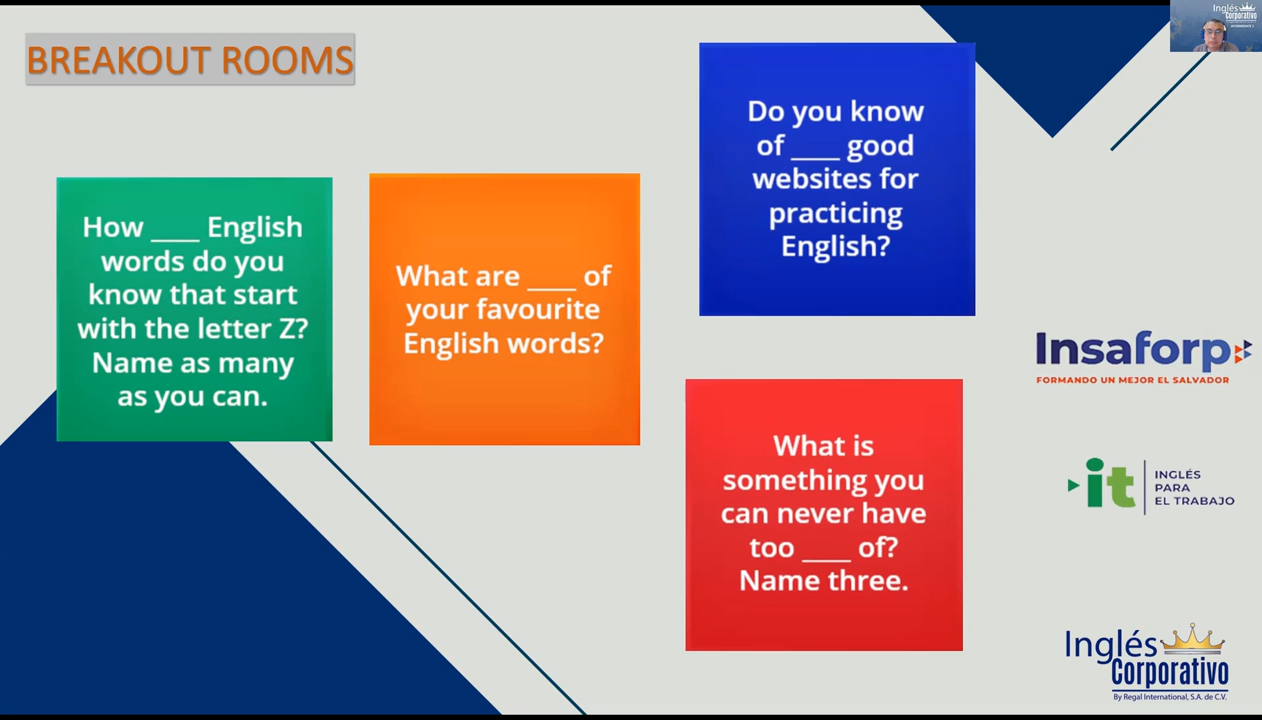 BREAKOUT ROOMS
How ____ English
words do you
know that start
with the letter Z?
Name as many
as you can.
What are ____ of
your favourite
English words?
Do you know
of ____ good
websites for
practicing
English?
What is
something you
can never have
too ____ of?
Name three.
Inglés
Corporativo
Insaforp
FORMANDO UN MEJOR EL SALVADOR
it
INGLÉS
PARA
EL TRABAJO
Inglés
Corporativo
By Regal International, S.A. de C.V.